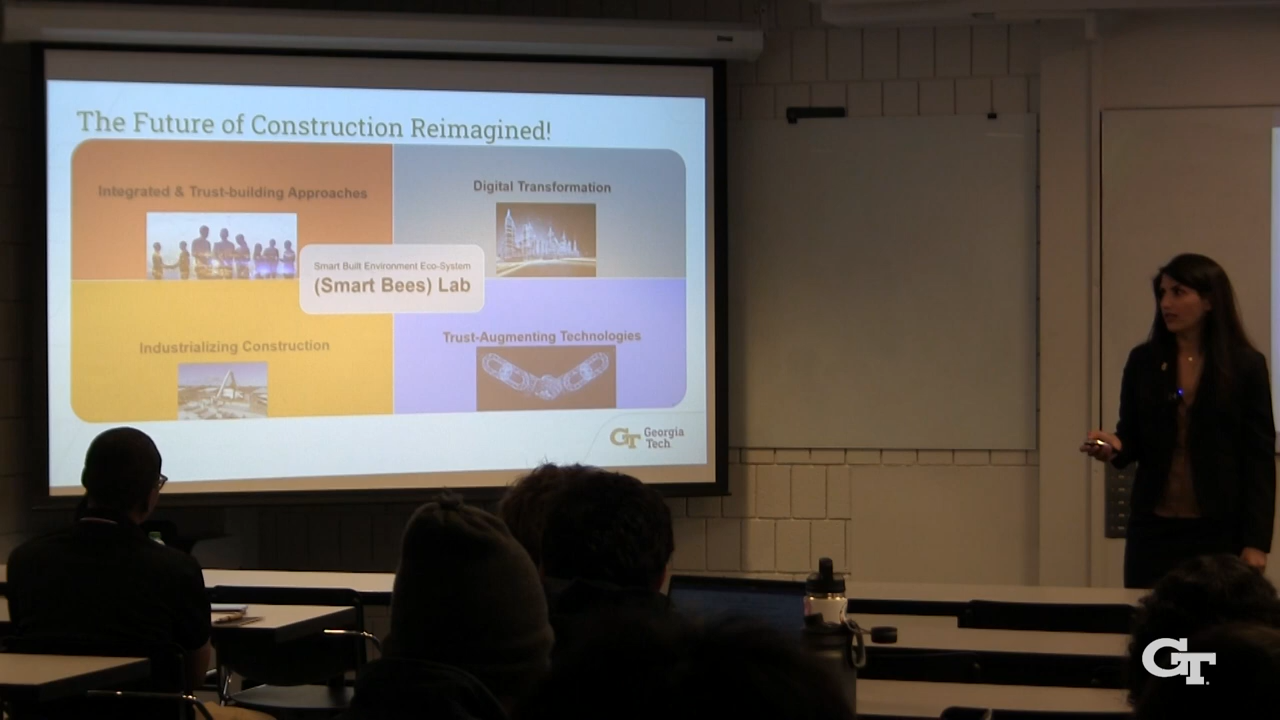 The Future of Construction Reimagined!
Integrated & Trust-building Approaches
Digital Transformation
Smart Built Environment Eco-System
(Smart Bees) Lab
Industrializing Construction
Trust-Augmenting Technologies
GT Georgia
Tech
GT